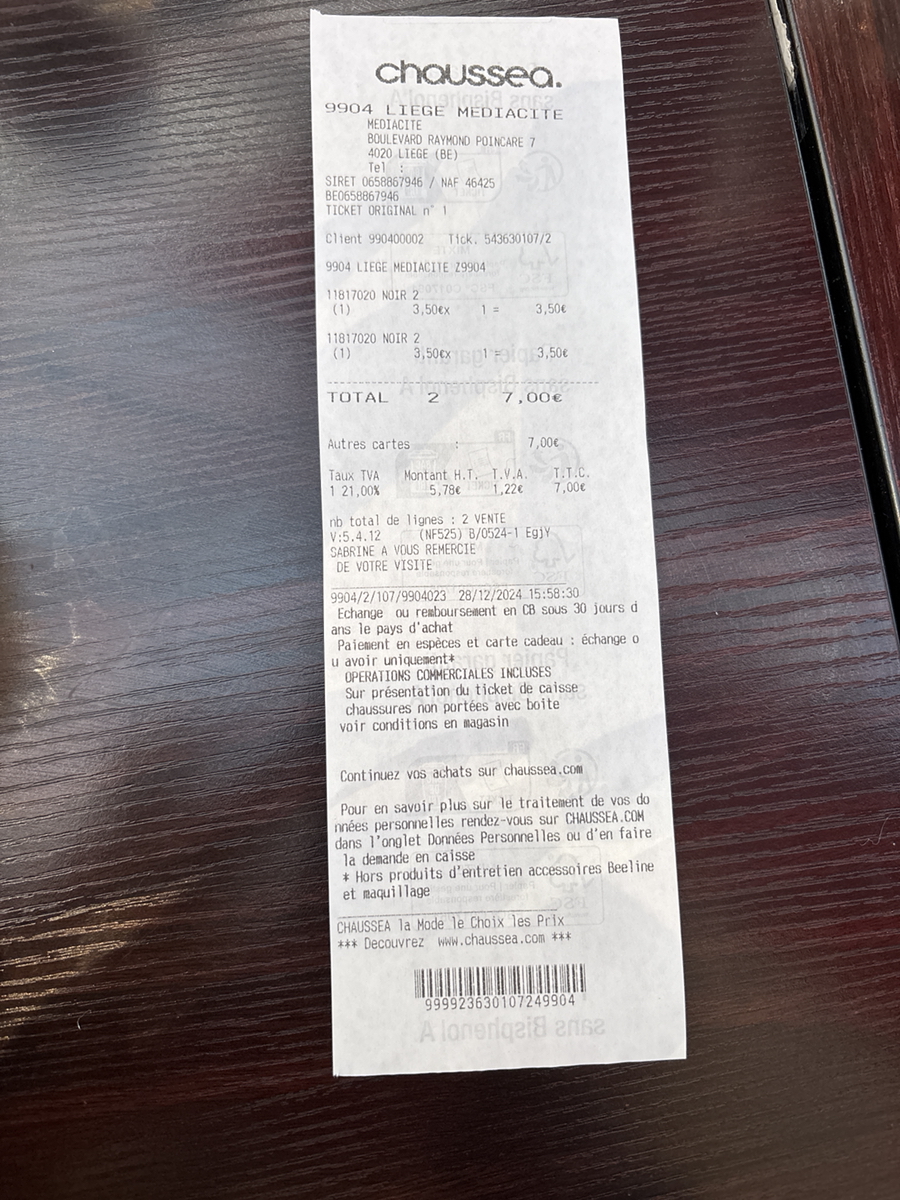 chaussea.
9904 LIEGE MEDIACITE
MEDIACITE
BOULEVARD RAYMOND POINCARE 7
4020 LIEGE (BE)
Tel :
SIRET 0658867946 / NAF 46425
BE0658867946
TICKET ORIGINAL n° 1
Client 990400002 Tick. 543630107/2
9904 LIEGE MEDIACITE Z9904
11817020 NOIR 2
(1) 3,50€x 1 = 3,50€
11817020 NOIR 2
(1) 3,50€x 1 = 3,50€
TOTAL 2 7,00€
Autres cartes : 7,00€
Taux TVA Montant H.T. T.V.A. T.T.C.
1 21,00% 5,78€ 1,22€ 7,00€
nb total de lignes : 2 VENTE
V:5.4.12 (NF525) B/0524-1 EgjY
SABRINE A VOUS REMERCIE
DE VOTRE VISITE
9904/2/107/9904023 28/12/2024 15:58:30
Echange ou remboursement en CB sous 30 jours d
ans le pays d'achat
Paiement en espèces et carte cadeau : échange o
u avoir uniquement*
OPERATIONS COMMERCIALES INCLUSES
Sur présentation du ticket de caisse
chaussures non portées avec boite
voir conditions en magasin
Continuez vos achats sur chaussea.com
Pour en savoir plus sur le traitement de vos do
nnées personnelles rendez-vous sur CHAUSSEA.COM
dans l'onglet Données Personnelles ou d'en faire
la demande en caisse
* Hors produits d'entretien accessoires Beeline
et maquillage
CHAUSSEA la Mode le Choix les Prix
*** Decouvrez www.chaussea.com ***
999923630107249904
sans Bisphenol A